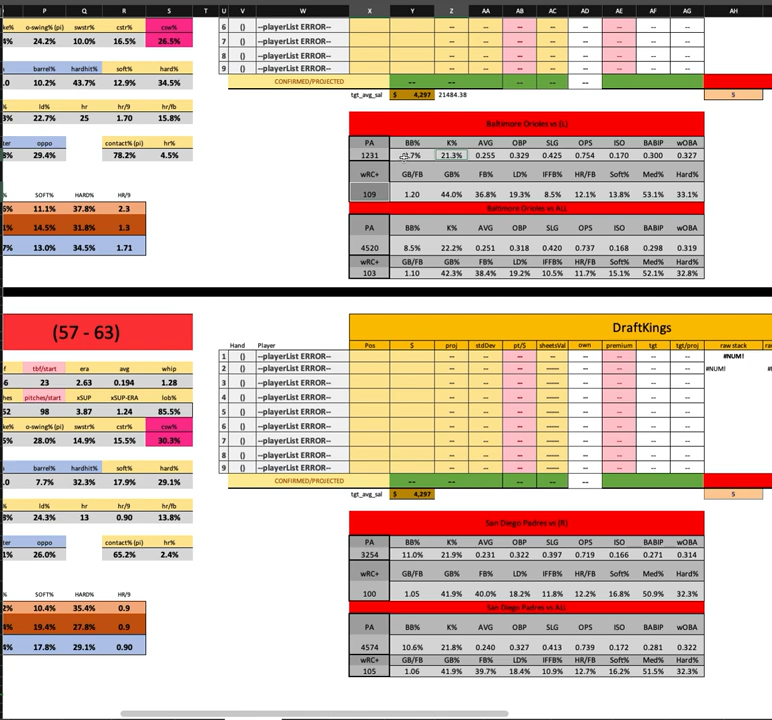 P Q R S T U V W X Y Z AA AB AC AD AE AF AG AH
ke% o-swing% (pi) swstr% cstr% csw% 6 () --playerList ERROR-- -- -- -- -- -- -- --
4% 24.2% 10.0% 16.5% 26.5% 7 () --playerList ERROR-- -- -- -- -- -- -- --
8 () --playerList ERROR-- -- -- -- -- -- -- --
barrel% hardhit% soft% hard% 9 () --playerList ERROR-- -- -- -- -- -- -- --
.0 10.2% 43.7% 12.9% 34.5% CONFIRMED/PROJECTED -- -- -- -- -- --
tgt_avg_sal $ 4,297 21484.38 5
% ld% hr hr/9 hr/fb
3% 22.7% 25 1.70 15.8%
Baltimore Orioles vs (L)
ter oppo contact% (pi) hr% PA BB% K% AVG OBP SLG OPS ISO BABIP wOBA
8% 29.4% 78.2% 4.5% 1231 .7% 21.3% 0.255 0.329 0.425 0.754 0.170 0.300 0.327
wRC+ GB/FB GB% FB% LD% IFFB% HR/FB Soft% Med% Hard%
SOFT% HARD% HR/9 109 1.20 44.0% 36.8% 19.3% 8.5% 12.1% 13.8% 53.1% 33.1%
5% 11.1% 37.8% 2.3 Baltimore Orioles vs ALL
1% 14.5% 31.8% 1.3 PA BB% K% AVG OBP SLG OPS ISO BABIP wOBA
7% 13.0% 34.5% 1.71 4520 8.5% 22.2% 0.251 0.318 0.420 0.737 0.168 0.298 0.319
wRC+ GB/FB GB% FB% LD% IFFB% HR/FB Soft% Med% Hard%
103 1.10 42.3% 38.4% 19.2% 10.5% 11.7% 15.1% 52.1% 32.8%
(57 - 63) DraftKings
Hand Player Pos $ proj stdDev pt/$ sheetsVal own premium tgt tgt/proj raw stack
1 () --playerList ERROR-- -- -- -- -- -- -- -- #NUM!
f tbf/start era avg whip 2 () --playerList ERROR-- -- -- -- ----- -- -- -- #NUM!
6 23 2.63 0.194 1.28 3 () --playerList ERROR-- -- -- -- ----- -- -- --
hes pitches/start xSUP xSUP-ERA lob% 4 () --playerList ERROR-- -- -- -- ----- -- -- --
52 98 3.87 1.24 85.5% 5 () --playerList ERROR-- -- -- -- ----- -- -- --
ke% o-swing% (pi) swstr% cstr% csw% 6 () --playerList ERROR-- -- -- -- ----- -- -- --
5% 28.0% 14.9% 15.5% 30.3% 7 () --playerList ERROR-- -- -- -- ----- -- -- --
8 () --playerList ERROR-- -- -- -- ----- -- -- --
barrel% hardhit% soft% hard% 9 () --playerList ERROR-- -- -- -- ----- -- -- --
.0 7.7% 32.3% 17.9% 29.1% CONFIRMED/PROJECTED -- -- -- -- -- --
tgt_avg_sal $ 4,297 5
% ld% hr hr/9 hr/fb
3% 24.3% 13 0.90 13.8%
San Diego Padres vs (R)
ter oppo contact% (pi) hr% PA BB% K% AVG OBP SLG OPS ISO BABIP wOBA
1% 26.0% 65.2% 2.4% 3254 11.0% 21.9% 0.231 0.322 0.397 0.719 0.166 0.271 0.314
wRC+ GB/FB GB% FB% LD% IFFB% HR/FB Soft% Med% Hard%
SOFT% HARD% HR/9 100 1.05 41.9% 40.0% 18.2% 11.8% 12.2% 16.8% 50.9% 32.3%
2% 10.4% 35.4% 0.9 San Diego Padres vs ALL
4% 19.4% 27.8% 0.9 PA BB% K% AVG OBP SLG OPS ISO BABIP wOBA
4% 17.8% 29.1% 0.90 4574 10.6% 21.8% 0.240 0.327 0.413 0.739 0.172 0.281 0.322
wRC+ GB/FB GB% FB% LD% IFFB% HR/FB Soft% Med% Hard%
105 1.06 41.9% 39.7% 18.4% 10.9% 12.7% 16.2% 51.5% 32.3%